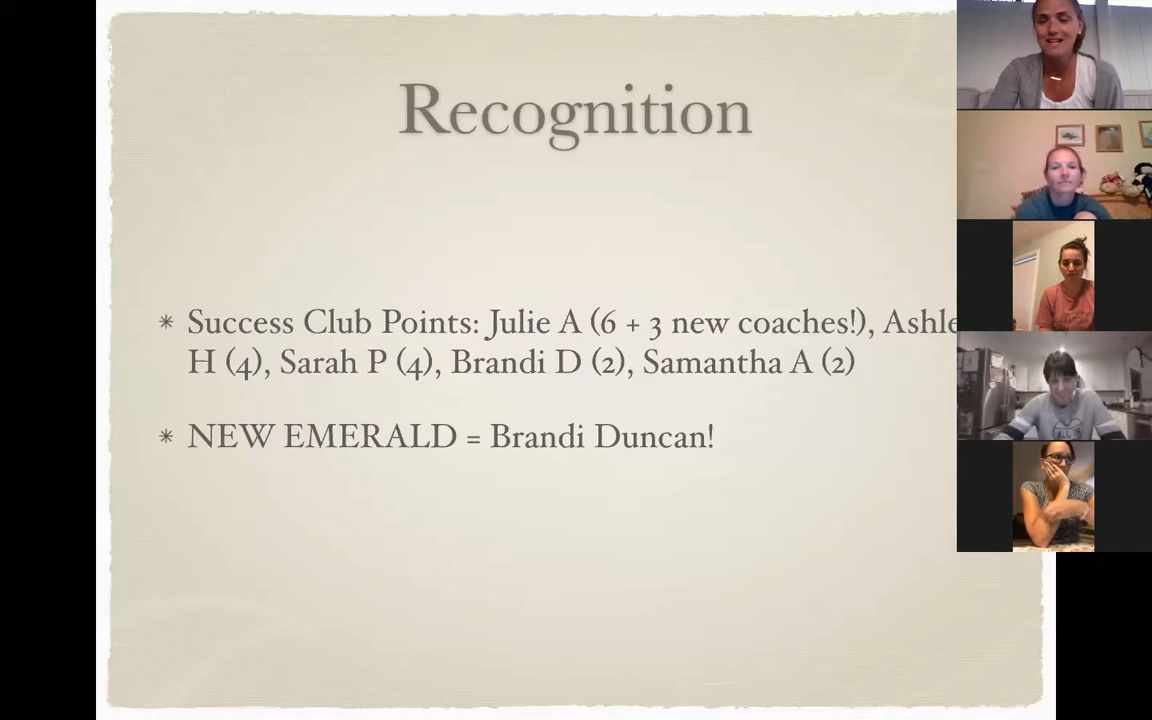 Recognition
* Success Club Points: Julie A (6 + 3 new coaches!),
H (4), Sarah P (4), Brandi D (2), Samantha A (2)
* NEW EMERALD = Brandi Duncan!